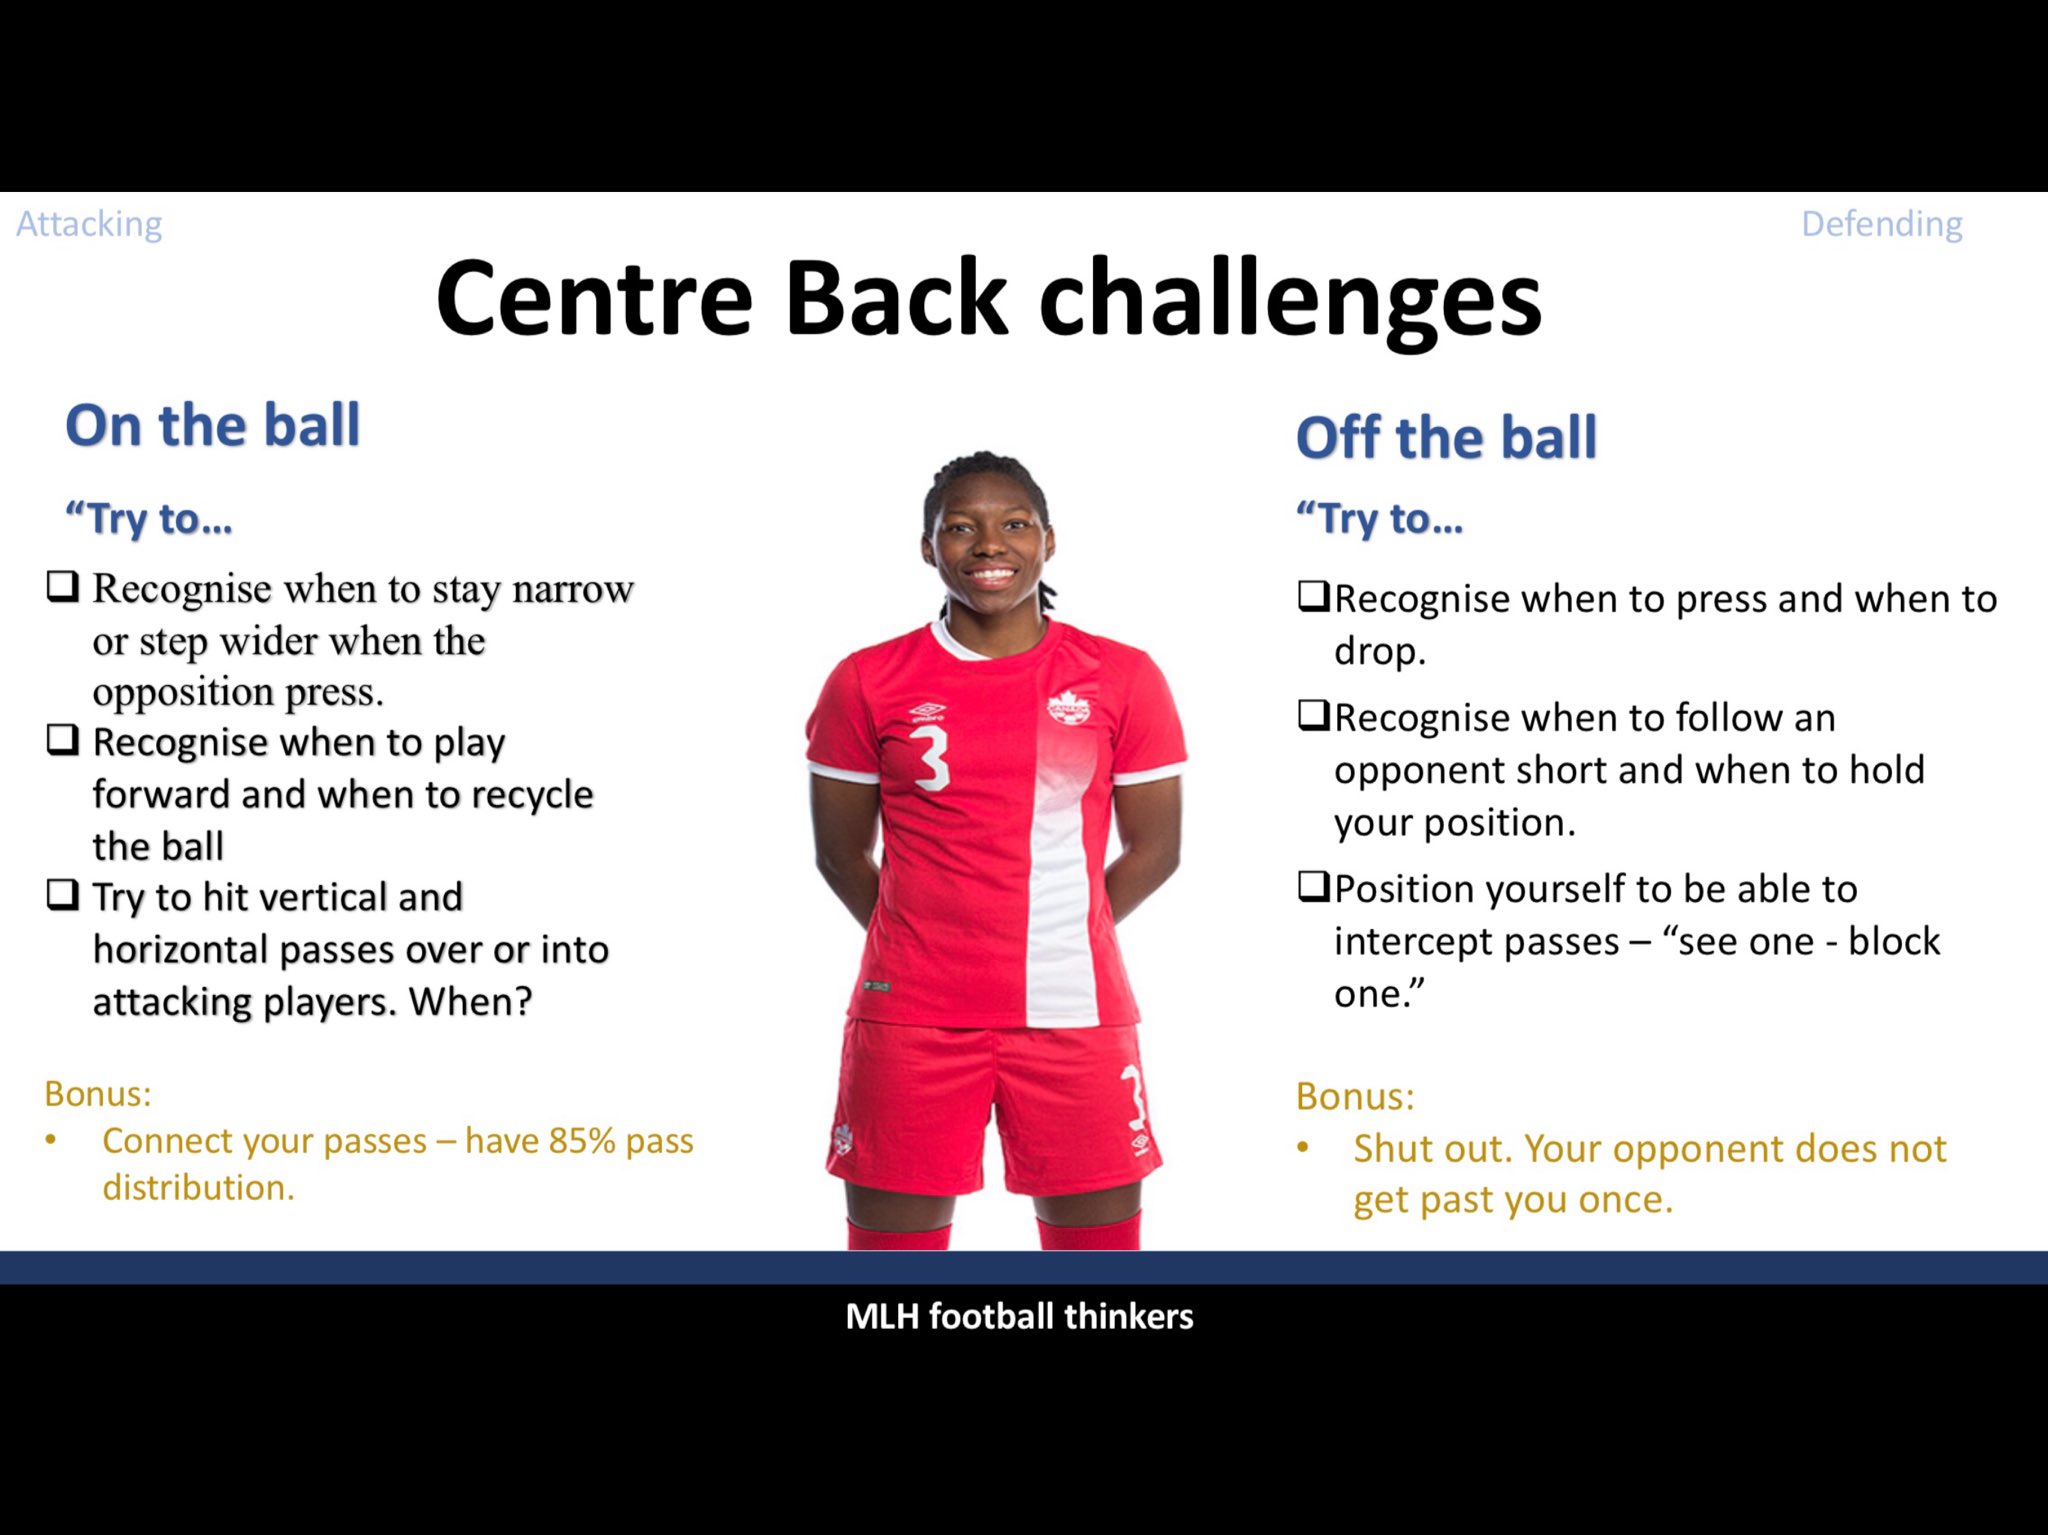 Attacking
Defending
Centre Back challenges
On the ball
“Try to...
❑ Recognise when to stay narrow
or step wider when the
opposition press.
❑ Recognise when to play
forward and when to recycle
the ball
❑ Try to hit vertical and
horizontal passes over or into
attacking players. When?
Bonus:
• Connect your passes – have 85% pass
distribution.
Off the ball
“Try to...
❑Recognise when to press and when to
drop.
❑Recognise when to follow an
opponent short and when to hold
your position.
❑Position yourself to be able to
intercept passes – “see one - block
one.”
Bonus:
• Shut out. Your opponent does not
get past you once.
umbro
CANADA
3
3
MLH football thinkers